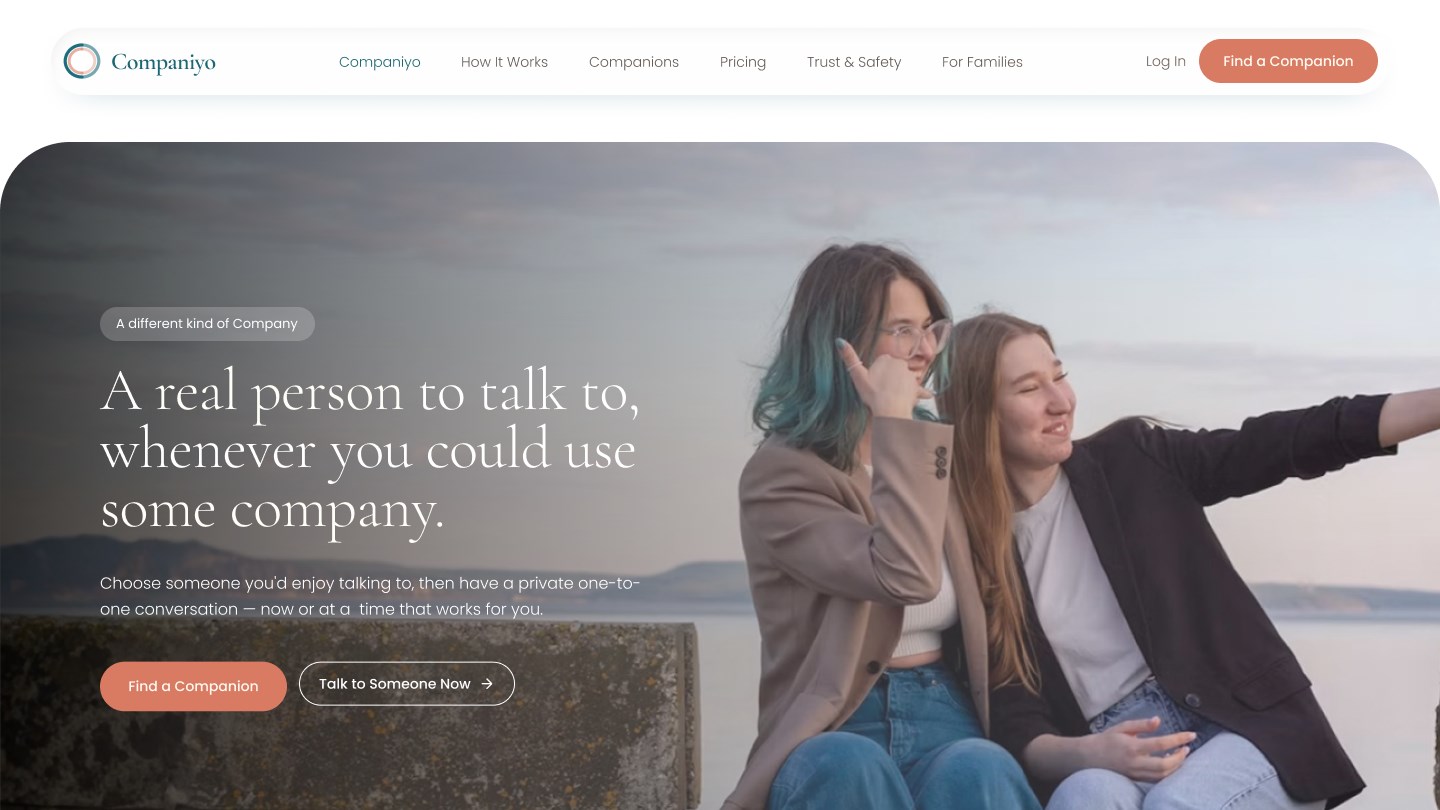 Companiyo
Companiyo
How It Works
Companions
Pricing
Trust & Safety
For Families
Log In
Find a Companion
A different kind of Company
A real person to talk to,
whenever you could use
some company.
Choose someone you'd enjoy talking to, then have a private one-to-
one conversation — now or at a  time that works for you.
Find a Companion
Talk to Someone Now →